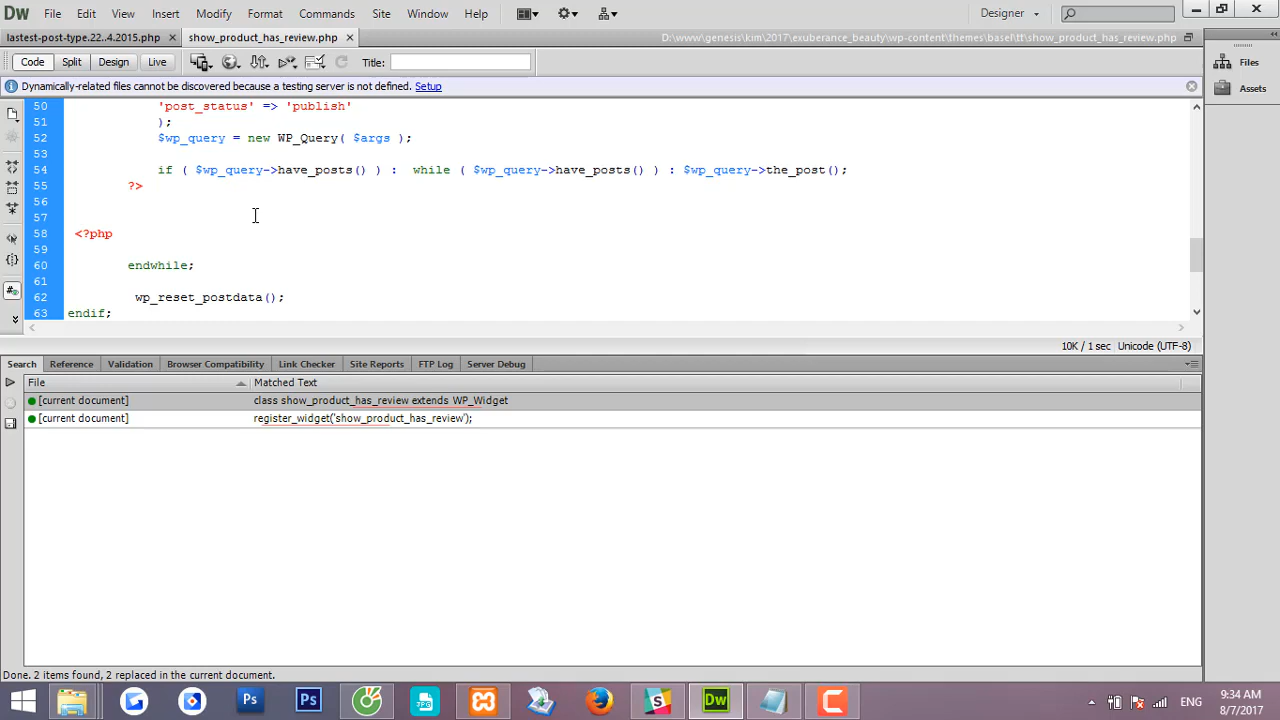 Dw File Edit View Insert Modify Format Commands Site Window Help Designer
lastest-post-type.22..4.2015.php × show_product_has_review.php × D:\www\genesis\kim\2017\exuberance_beauty\wp-content\themes\basel\tt\show_product_has_review.php
Code Split Design Live Title:
Files
Dynamically-related files cannot be discovered because a testing server is not defined. Setup
Assets
50 'post_status' => 'publish'
51 );
52 $wp_query = new WP_Query( $args );
53
54 if ( $wp_query->have_posts() ) : while ( $wp_query->have_posts() ) : $wp_query->the_post();
55 ?>
56
57
58 <?php
59
60 endwhile;
61
62 wp_reset_postdata();
63 endif;
10K / 1 sec Unicode (UTF-8)
Search Reference Validation Browser Compatibility Link Checker Site Reports FTP Log Server Debug
File Matched Text
[current document] class show_product_has_review extends WP_Widget
[current document] register_widget('show_product_has_review');
Done. 2 items found, 2 replaced in the current document.
Ps Ps JPG Dw ENG 9:34 AM
8/7/2017